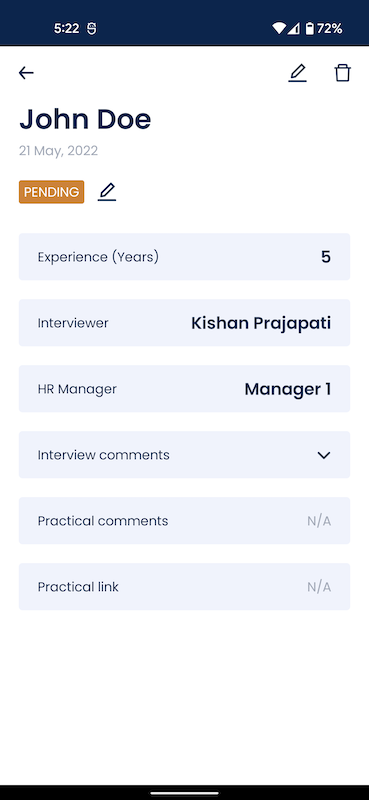 5:22 72%
John Doe
21 May, 2022
PENDING
Experience (Years) 5
Interviewer Kishan Prajapati
HR Manager Manager 1
Interview comments
Practical comments N/A
Practical link N/A